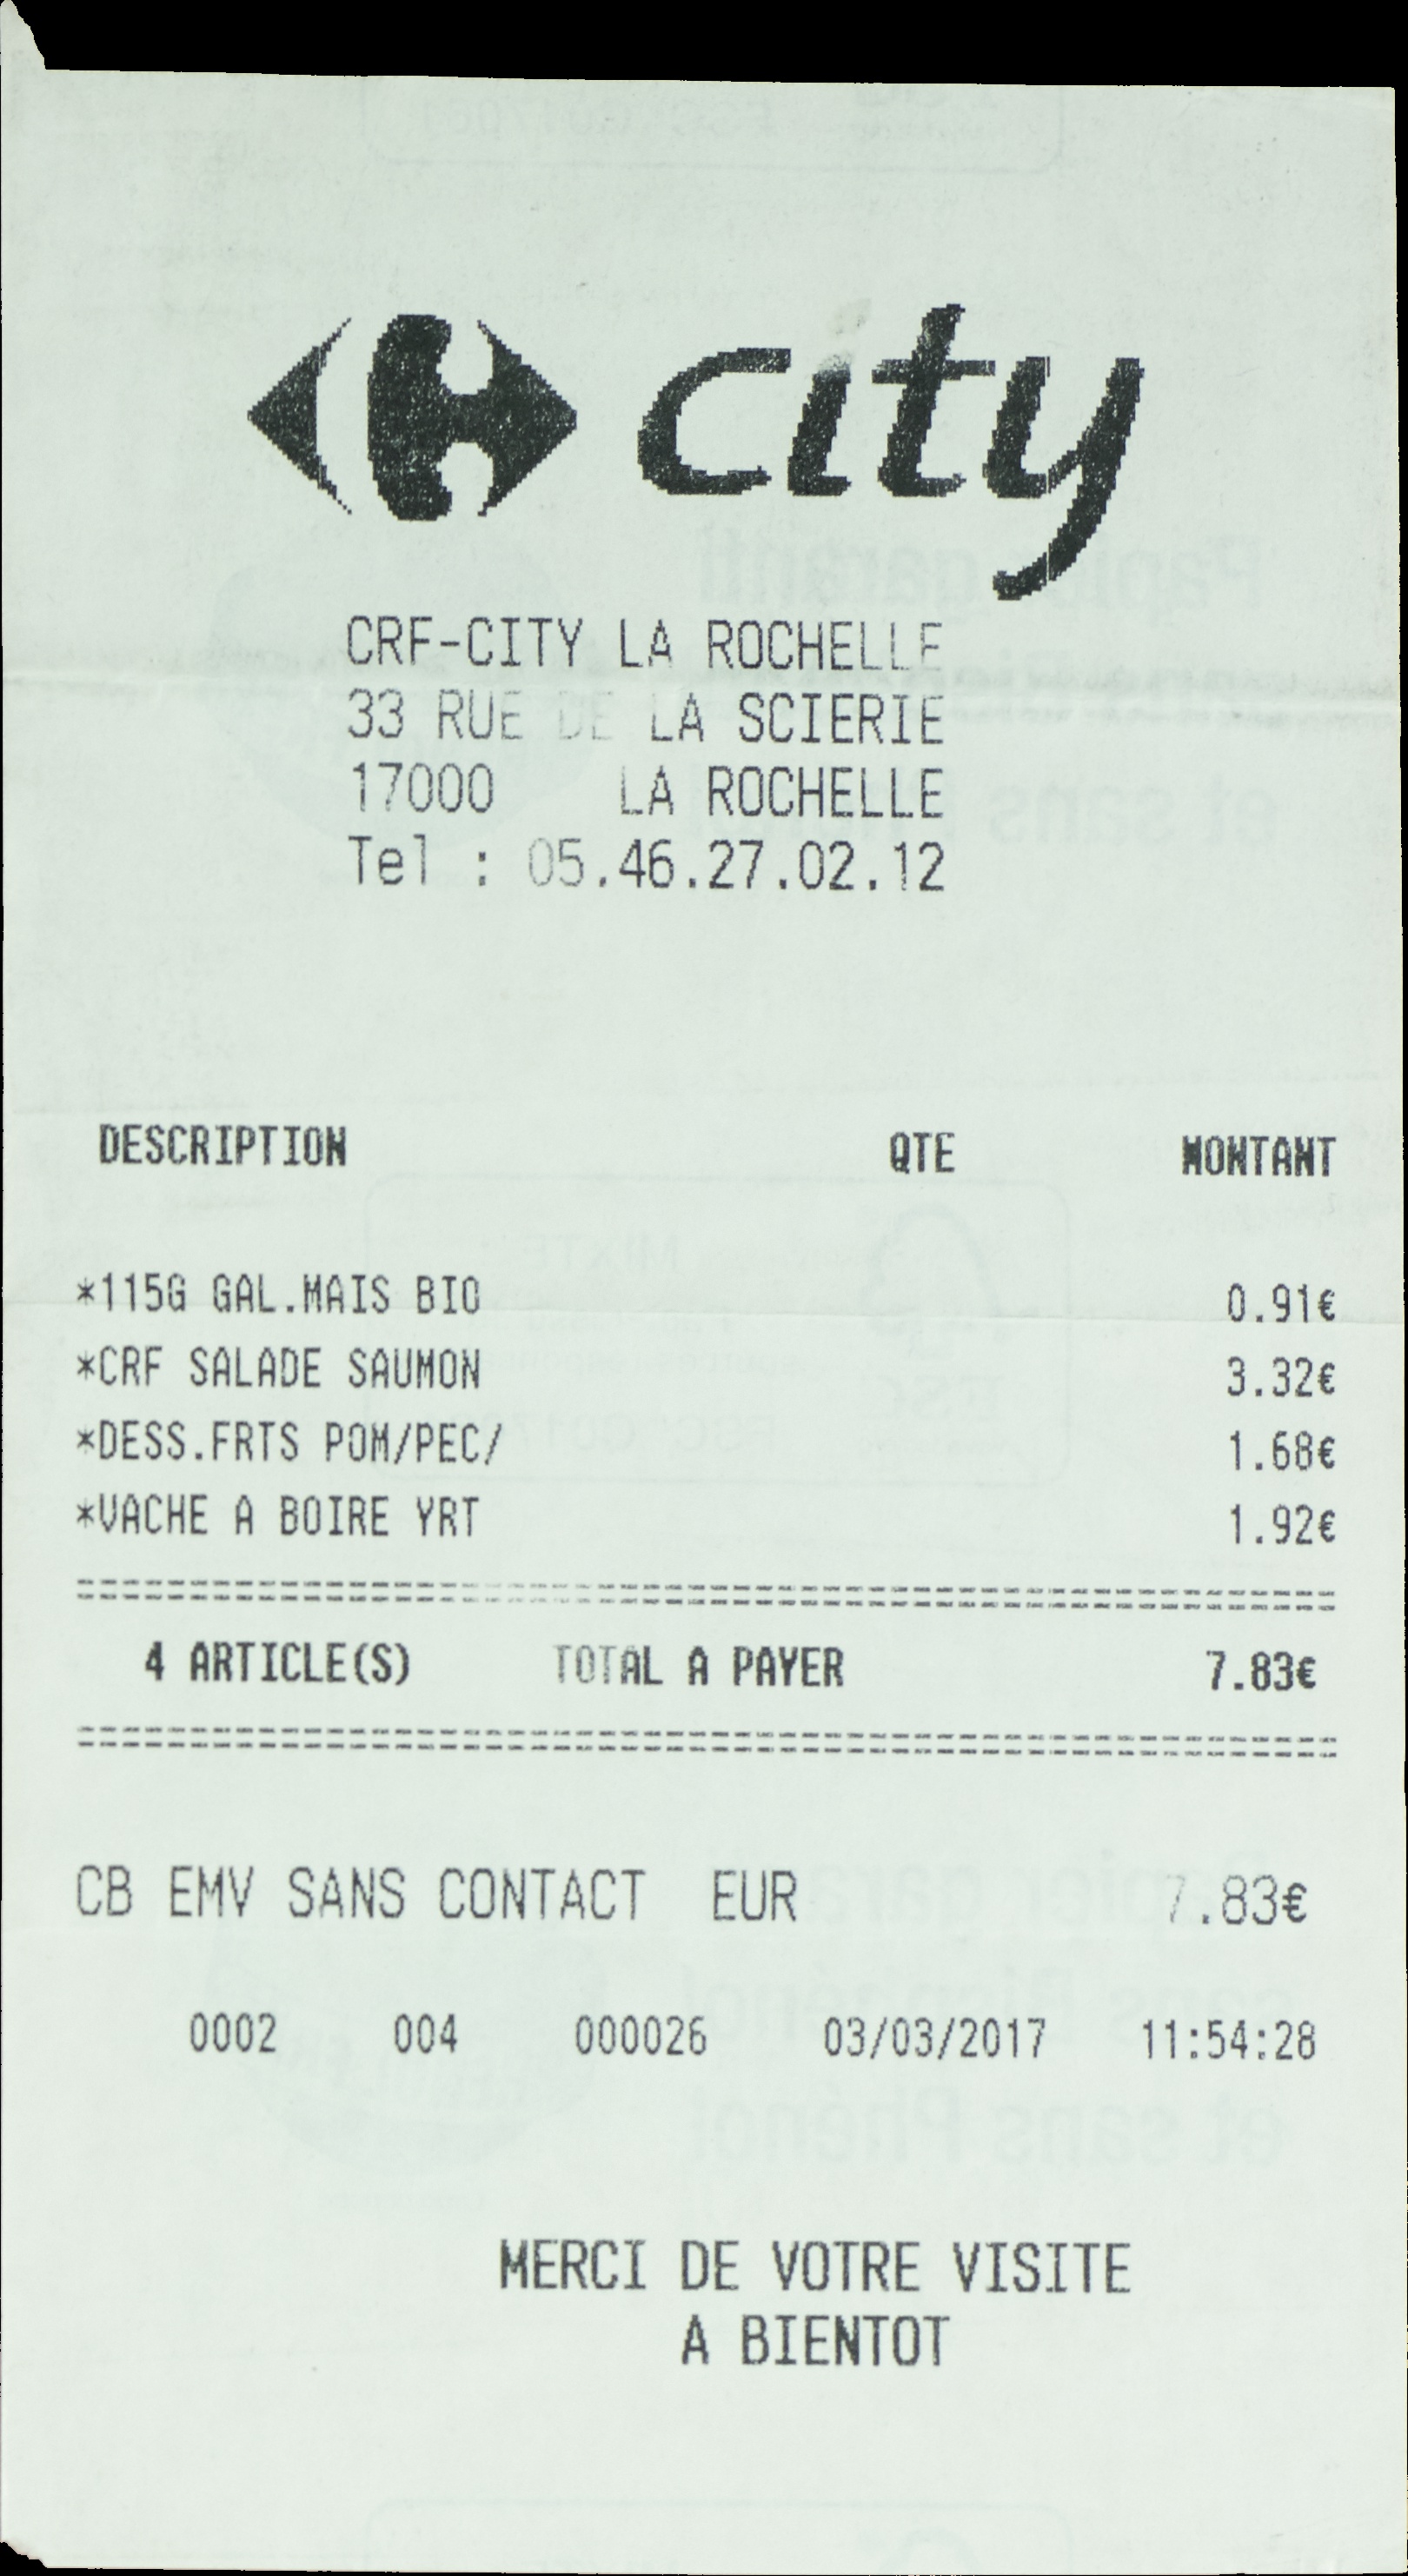 city
CRF-CITY LA ROCHELLE
33 RUE DE LA SCIERIE
17000 LA ROCHELLE
Tel : 05.46.27.02.12
DESCRIPTION QTE MONTANT
*115G GAL.MAIS BIO 0.91€
*CRF SALADE SAUMON 3.32€
*DESS.FRTS POM/PEC/ 1.68€
*VACHE A BOIRE YRT 1.92€
4 ARTICLE(S) TOTAL A PAYER 7.83€
CB EMV SANS CONTACT EUR 7.83€
0002 004 000026 03/03/2017 11:54:28
MERCI DE VOTRE VISITE
A BIENTOT